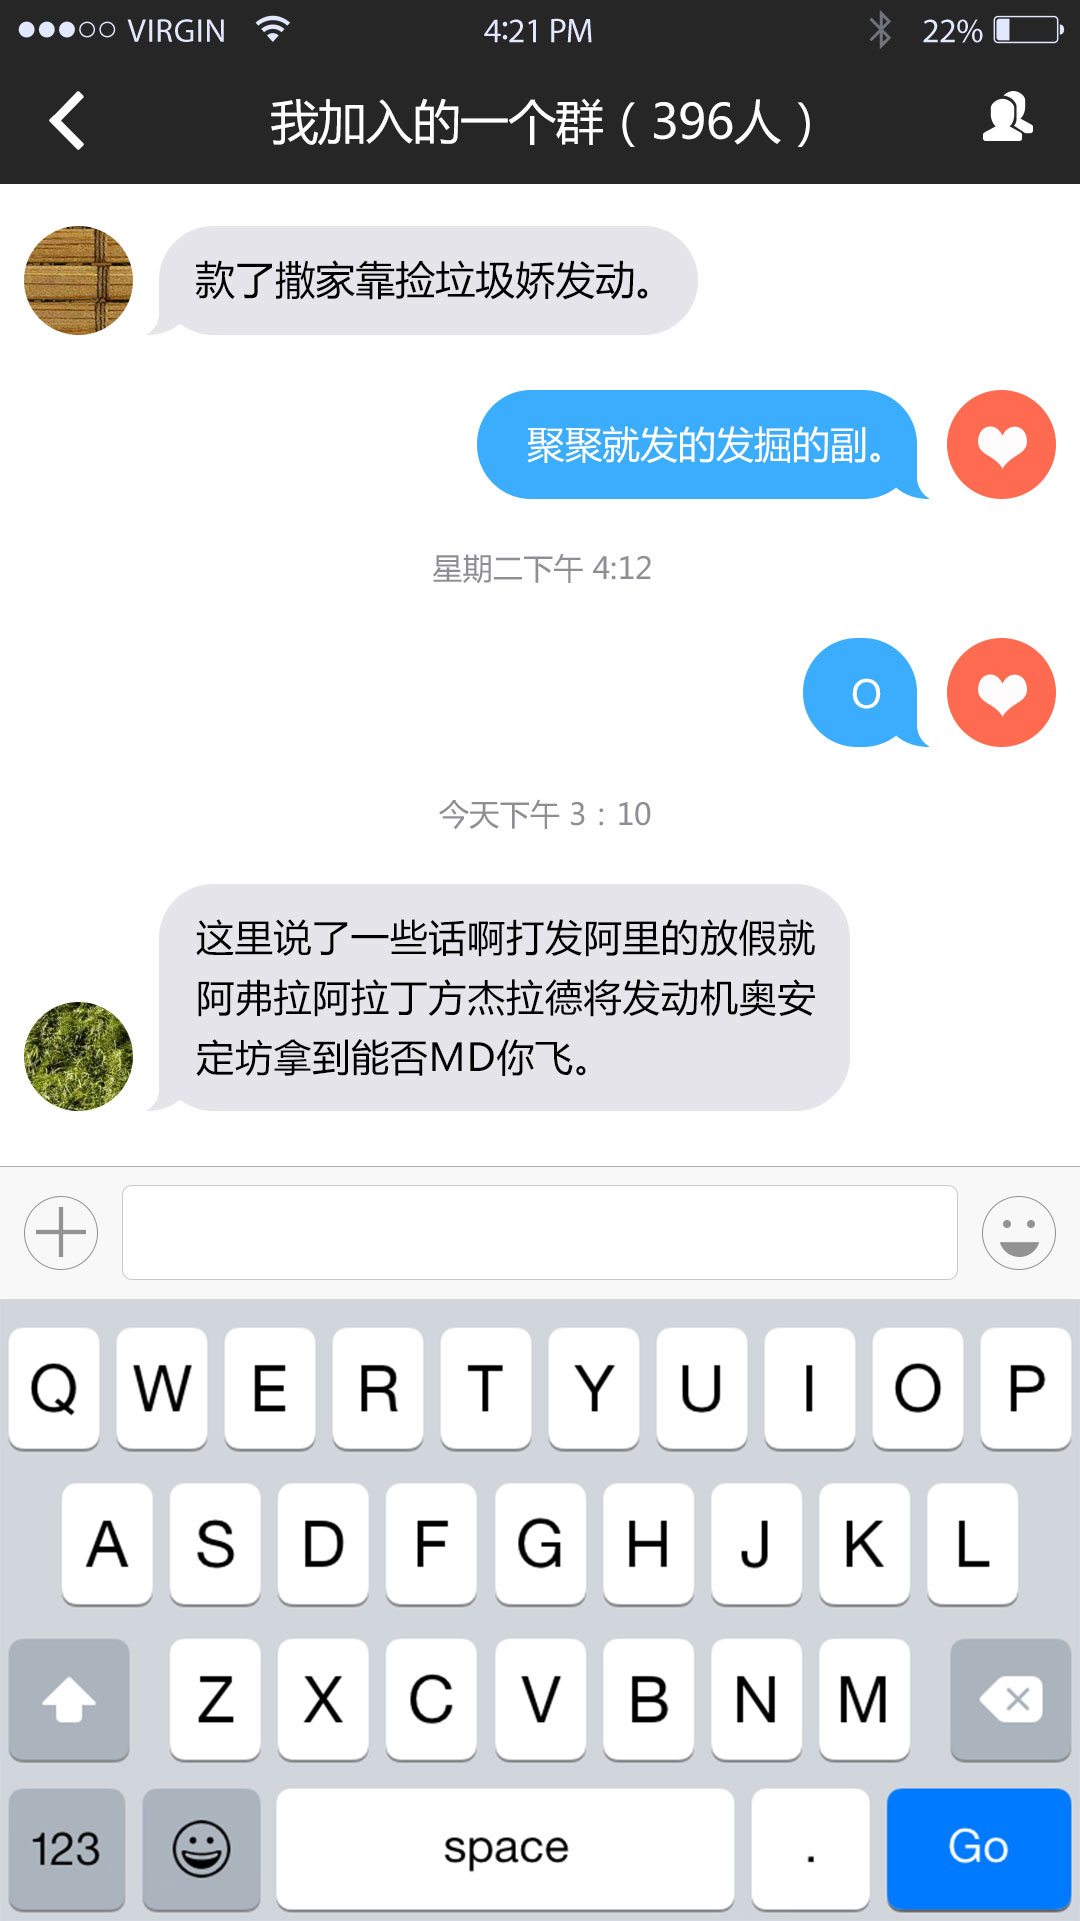 VIRGIN 4:21 PM 22%
我加入的一个群（396人）
款了撒家靠捡垃圾娇发动。
聚聚就发的发掘的副。
星期二下午 4:12
O
今天下午 3：10
这里说了一些话啊打发阿里的放假就
阿弗拉阿拉丁方杰拉德将发动机奥安
定坊拿到能否MD你飞。
Q W E R T Y U I O P
A S D F G H J K L
Z X C V B N M
123 space . Go